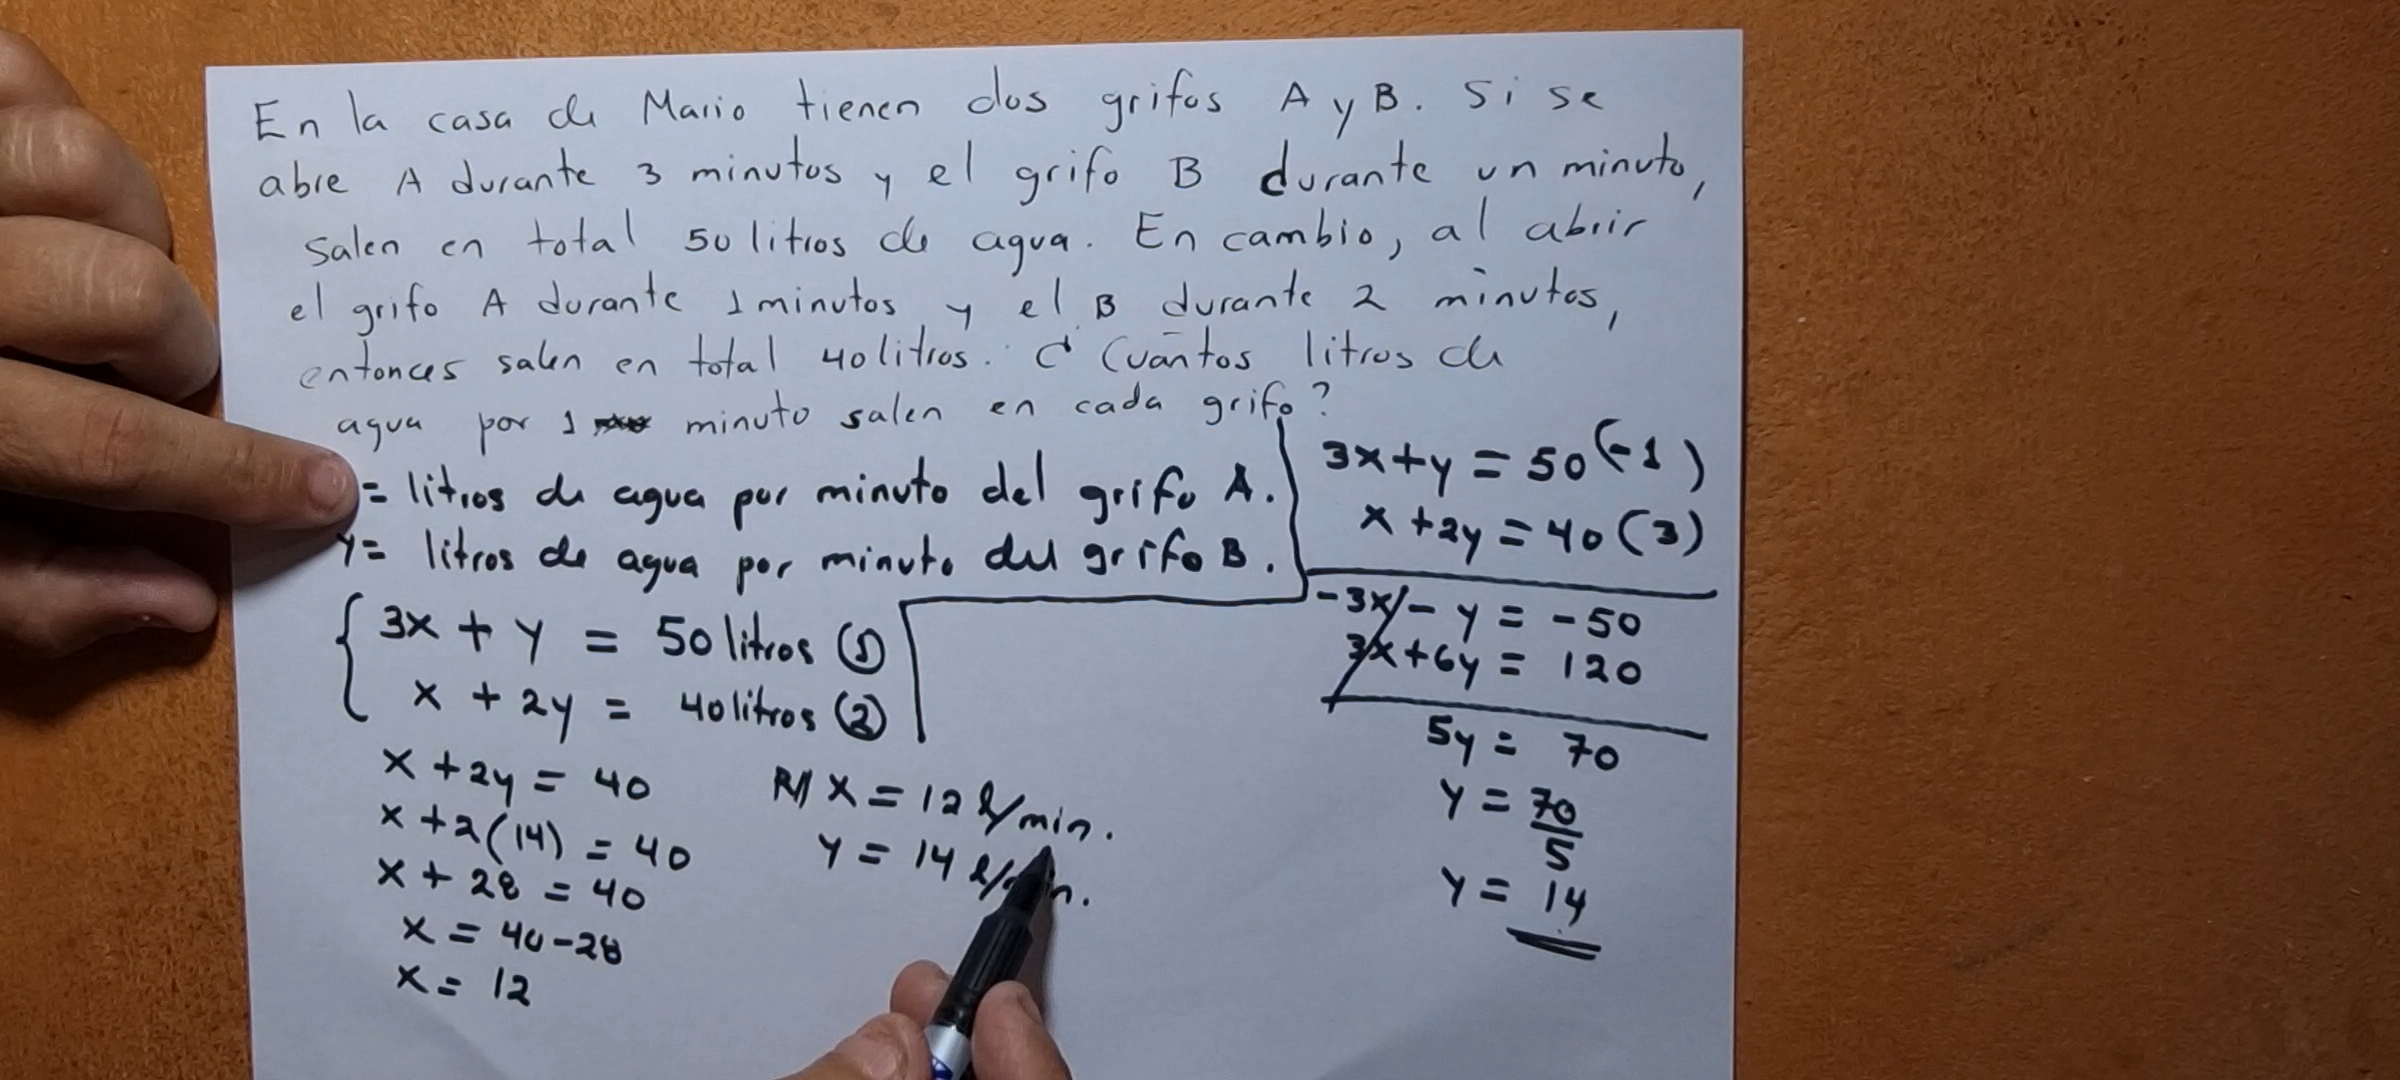 En la casa de Mario tienen dos grifos A y B. Si se
abre A durante 3 minutos y el grifo B durante un minuto,
salen en total 50 litros de agua. En cambio, al abrir
el grifo A durante 1 minutos y el B durante 2 minutos,
entonces salen en total 40 litros. ¿ Cuántos litros de
agua por 1 minuto salen en cada grifo?
= litros de agua por minuto del grifo A.
y = litros de agua por minuto del grifo B.
3x + y = 50 litros ①
x + 2y = 40 litros ②
x + 2y = 40
x + 2(14) = 40
x + 28 = 40
x = 40 - 28
x = 12
R/ x = 12 l/min.
y = 14 l/min.
3x + y = 50 (-1)
x + 2y = 40 (3)
-3x - y = -50
3x + 6y = 120
5y = 70
y = 70/5
y = 14